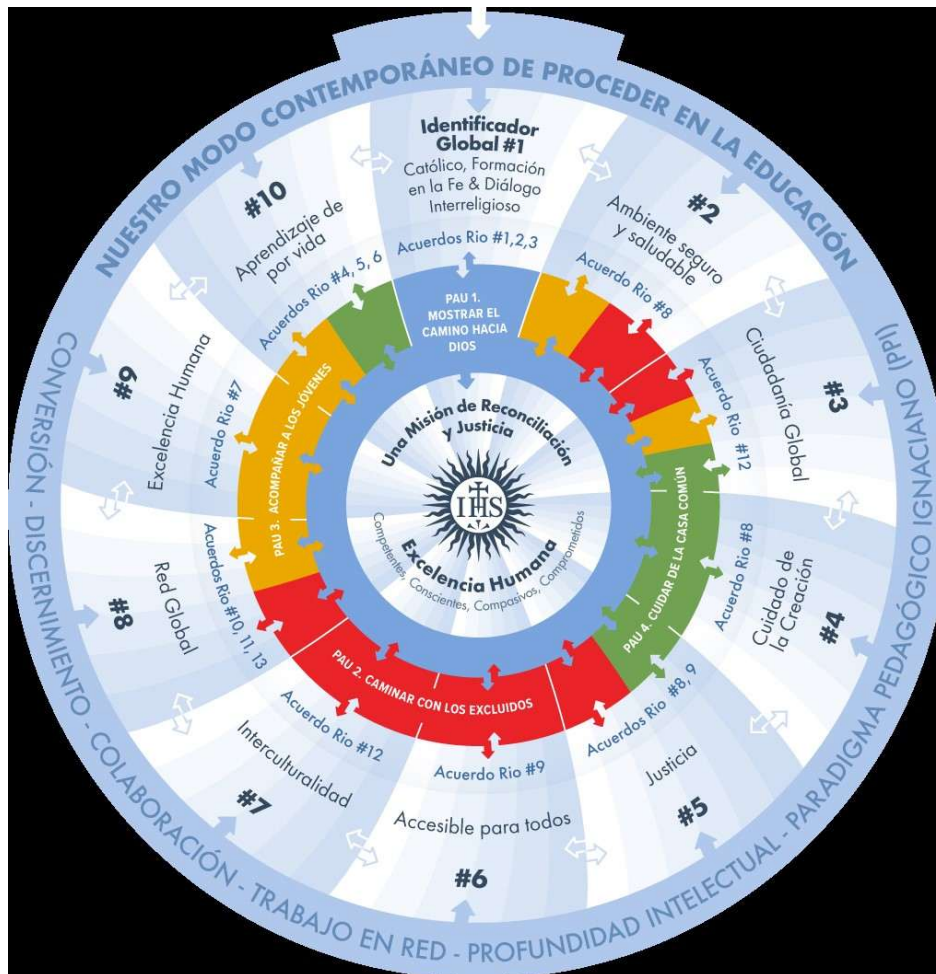 NUESTRO MODO CONTEMPORÁNEO DE PROCEDER EN LA EDUCACIÓN
CONVERSIÓN - DISCERNIMIENTO - COLABORACIÓN - TRABAJO EN RED - PROFUNDIDAD INTELECTUAL - PARADIGMA PEDAGÓGICO IGNACIANO (PPI)
Identificador
Global #1
Católico, Formación
en la Fe & Diálogo
Interreligioso
Acuerdos Rio #1,2,3
#2
Ambiente seguro
y saludable
Acuerdo Rio #8
#3
Ciudadanía Global
Acuerdo Rio #12
#4
Cuidado de
la Creación
Acuerdo Rio #8
#5
Justicia
Acuerdos Rio #8, 9
#6
Accesible para todos
Acuerdo Rio #9
#7
Interculturalidad
Acuerdo Rio #12
#8
Red Global
Acuerdos Rio #10, 11, 13
#9
Excelencia Humana
Acuerdo Rio #7
#10
Aprendizaje de
por vida
Acuerdos Rio #4, 5, 6
PAU 1.
MOSTRAR EL
CAMINO HACIA
DIOS
PAU 4. CUIDAR DE LA CASA COMÚN
PAU 2. CAMINAR CON LOS EXCLUIDOS
PAU 3. ACOMPAÑAR A LOS JÓVENES
Una Misión de Reconciliación
y Justicia
IHS
Excelencia Humana
Competentes, Conscientes, Compasivos, Comprometidos